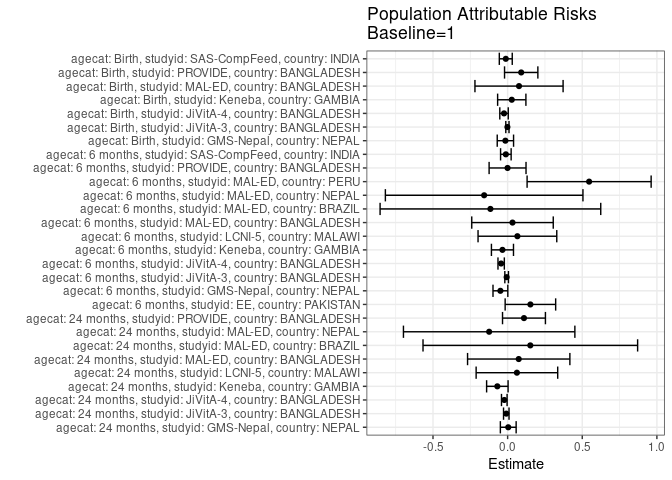 Population Attributable Risks
Baseline=1
agecat: Birth, studyid: SAS-CompFeed, country: INDIA
agecat: Birth, studyid: PROVIDE, country: BANGLADESH
agecat: Birth, studyid: MAL-ED, country: BANGLADESH
agecat: Birth, studyid: Keneba, country: GAMBIA
agecat: Birth, studyid: JiVitA-4, country: BANGLADESH
agecat: Birth, studyid: JiVitA-3, country: BANGLADESH
agecat: Birth, studyid: GMS-Nepal, country: NEPAL
agecat: 6 months, studyid: SAS-CompFeed, country: INDIA
agecat: 6 months, studyid: PROVIDE, country: BANGLADESH
agecat: 6 months, studyid: MAL-ED, country: PERU
agecat: 6 months, studyid: MAL-ED, country: NEPAL
agecat: 6 months, studyid: MAL-ED, country: BRAZIL
agecat: 6 months, studyid: MAL-ED, country: BANGLADESH
agecat: 6 months, studyid: LCNI-5, country: MALAWI
agecat: 6 months, studyid: Keneba, country: GAMBIA
agecat: 6 months, studyid: JiVitA-4, country: BANGLADESH
agecat: 6 months, studyid: JiVitA-3, country: BANGLADESH
agecat: 6 months, studyid: GMS-Nepal, country: NEPAL
agecat: 6 months, studyid: EE, country: PAKISTAN
agecat: 24 months, studyid: PROVIDE, country: BANGLADESH
agecat: 24 months, studyid: MAL-ED, country: NEPAL
agecat: 24 months, studyid: MAL-ED, country: BRAZIL
agecat: 24 months, studyid: MAL-ED, country: BANGLADESH
agecat: 24 months, studyid: LCNI-5, country: MALAWI
agecat: 24 months, studyid: Keneba, country: GAMBIA
agecat: 24 months, studyid: JiVitA-4, country: BANGLADESH
agecat: 24 months, studyid: JiVitA-3, country: BANGLADESH
agecat: 24 months, studyid: GMS-Nepal, country: NEPAL
-0.5 0.0 0.5 1.0
Estimate